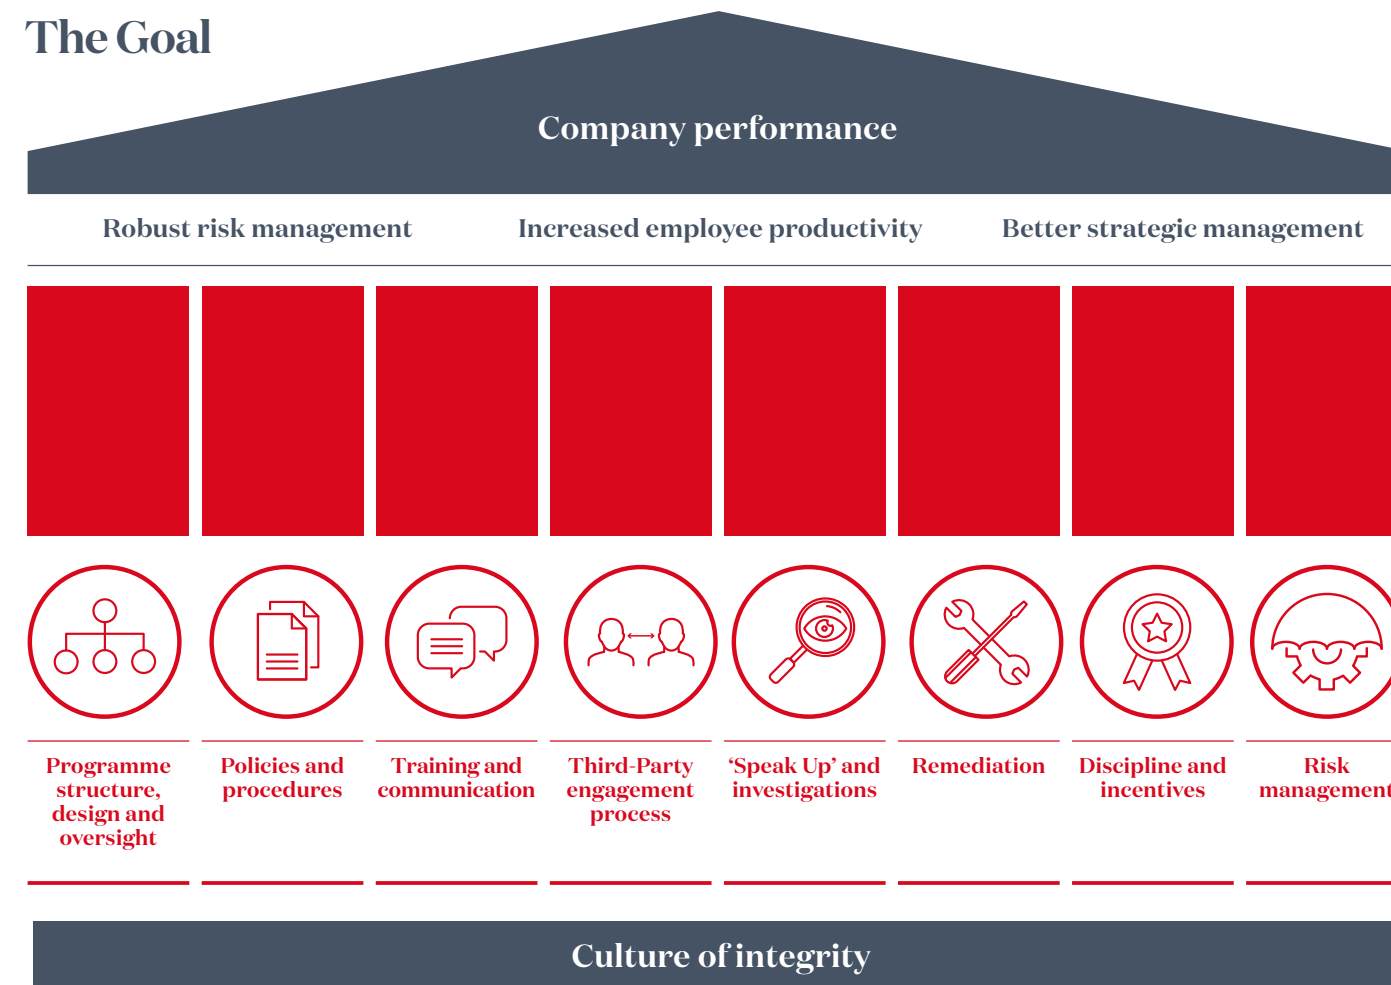 The Goal
Company performance
Robust risk management
Increased employee productivity
Better strategic management
Programme
structure,
design and
oversight
Policies and
procedures
Training and
communication
Third-Party
engagement
process
‘Speak Up’ and
investigations
Remediation
Discipline and
incentives
Risk
management
Culture of integrity